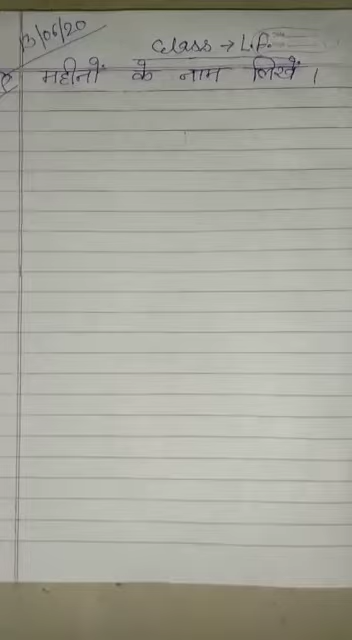 13/06/20
Class → L.F.
महीनों के नाम लिखें ।